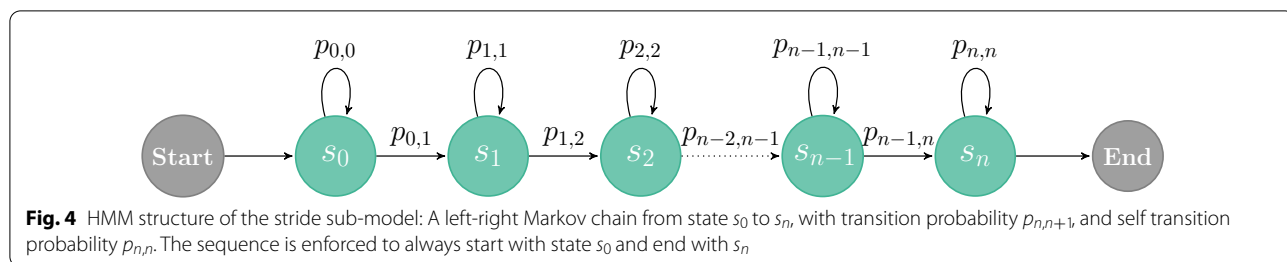 p0,0 p1,1 p2,2 pn−1,n−1 pn,n
Start s0 p0,1 s1 p1,2 s2 pn−2,n−1 sn−1 pn−1,n sn End
Fig. 4 HMM structure of the stride sub-model: A left-right Markov chain from state s0 to sn, with transition probability pn,n+1, and self transition
probability pn,n. The sequence is enforced to always start with state s0 and end with sn